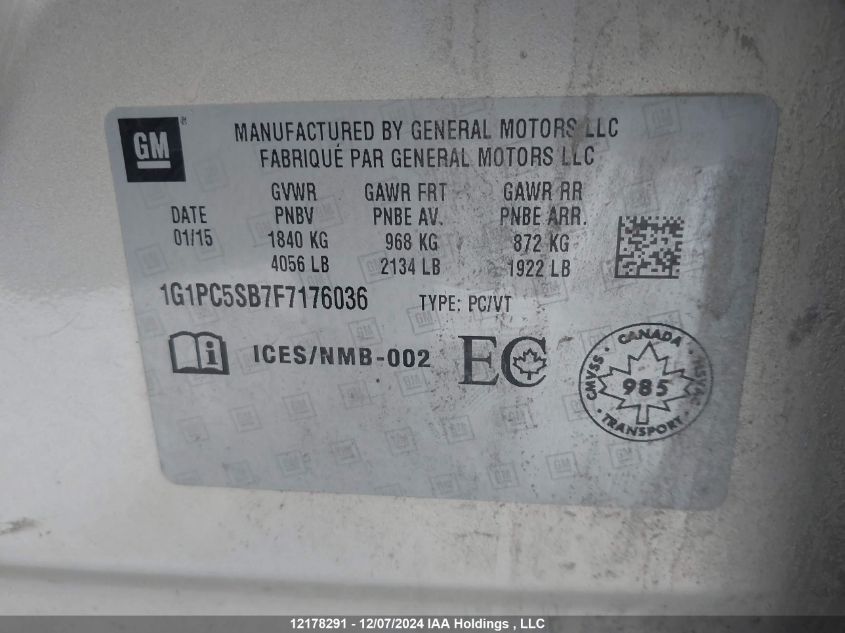 GM
MANUFACTURED BY GENERAL MOTORS LLC
FABRIQUÉ PAR GENERAL MOTORS LLC
GVWR GAWR FRT GAWR RR
DATE PNBV PNBE AV. PNBE ARR.
01/15 1840 KG 968 KG 872 KG
4056 LB 2134 LB 1922 LB
1G1PC5SB7F7176036 TYPE: PC/VT
i ICES/NMB-002 EC
CANADA
CMVSS 985 NSVAC
TRANSPORT
12178291 - 12/07/2024 IAA Holdings , LLC